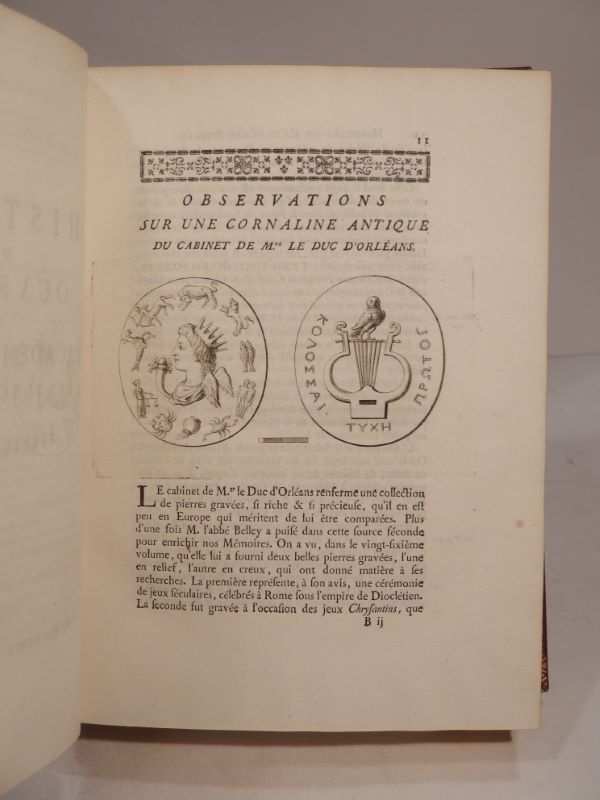 11
OBSERVATIONS
SUR UNE CORNALINE ANTIQUE
DU CABINET DE M.gr LE DUC D'ORLÉANS,
ΚΟΛΟΣΣΑΙ
ΠΡΩΤΟΣ
ΤΥΧΗ
LE cabinet de M.gr le Duc d'Orléans renferme une collection
de pierres gravées, si riche & si précieuse, qu'il en est
peu en Europe qui méritent de lui être comparées. Plus
d'une fois M. l'abbé Belley a puisé dans cette source féconde
pour enrichir nos Mémoires. On a vu, dans le vingt-sixième
volume, qu'elle lui a fourni deux belles pierres gravées, l'une
en relief, l'autre en creux, qui ont donné matière à ses
recherches. La première représente, à son avis, une cérémonie
de jeux séculaires, célébrés à Rome sous l'empire de Dioclétien.
La seconde fut gravée à l'occasion des jeux Chrysantins, que
B ij